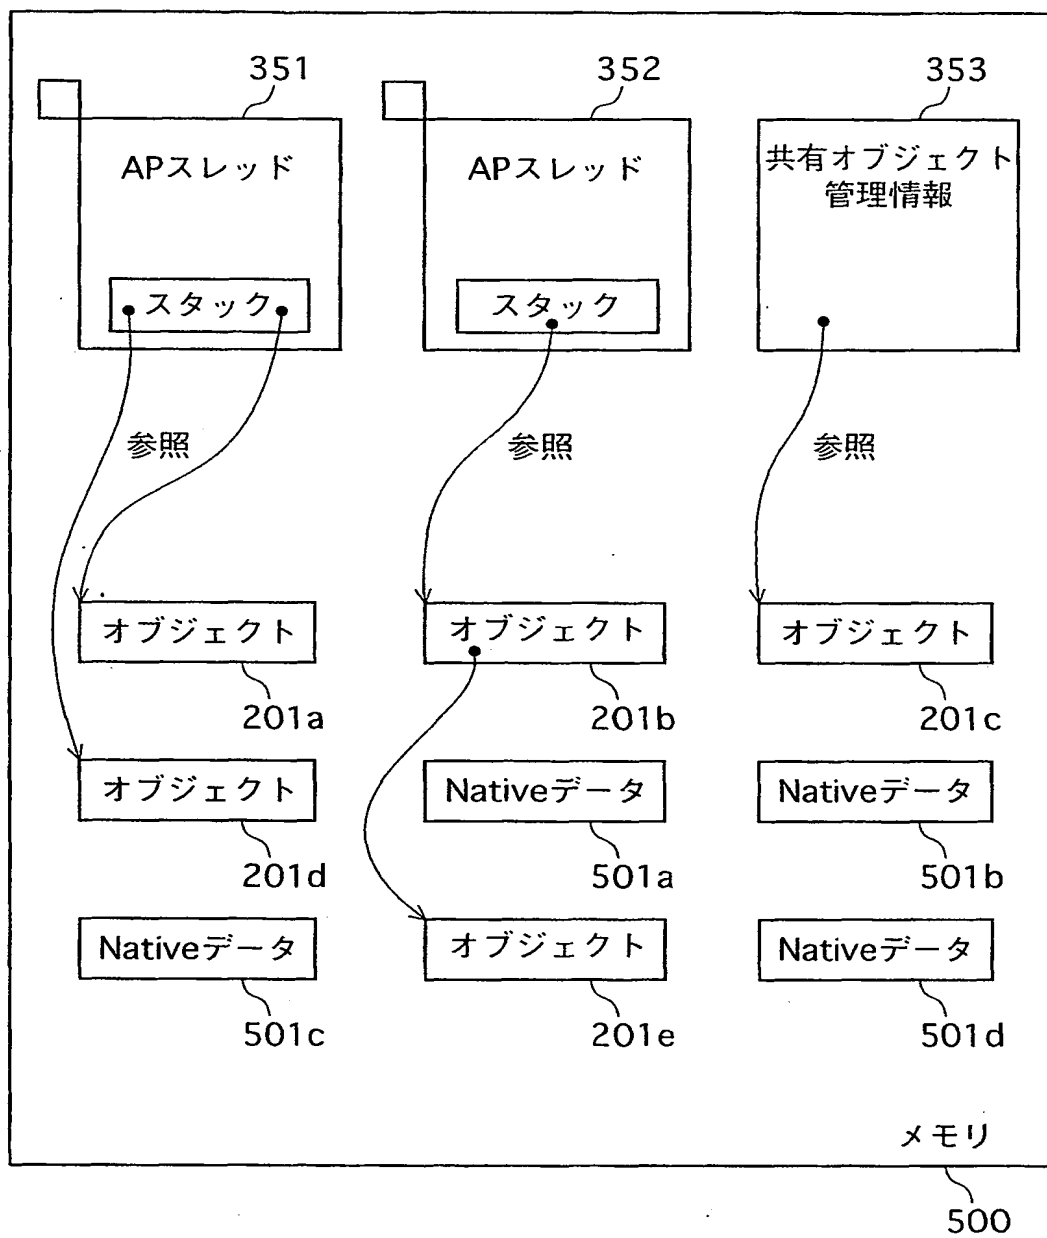 351
352
353
APスレッド
APスレッド
共有オブジェクト
管理情報
スタック
スタック
参照
参照
参照
オブジェクト
オブジェクト
オブジェクト
201a
201b
201c
オブジェクト
Nativeデータ
Nativeデータ
201d
501a
501b
Nativeデータ
オブジェクト
Nativeデータ
501c
201e
501d
メモリ
500